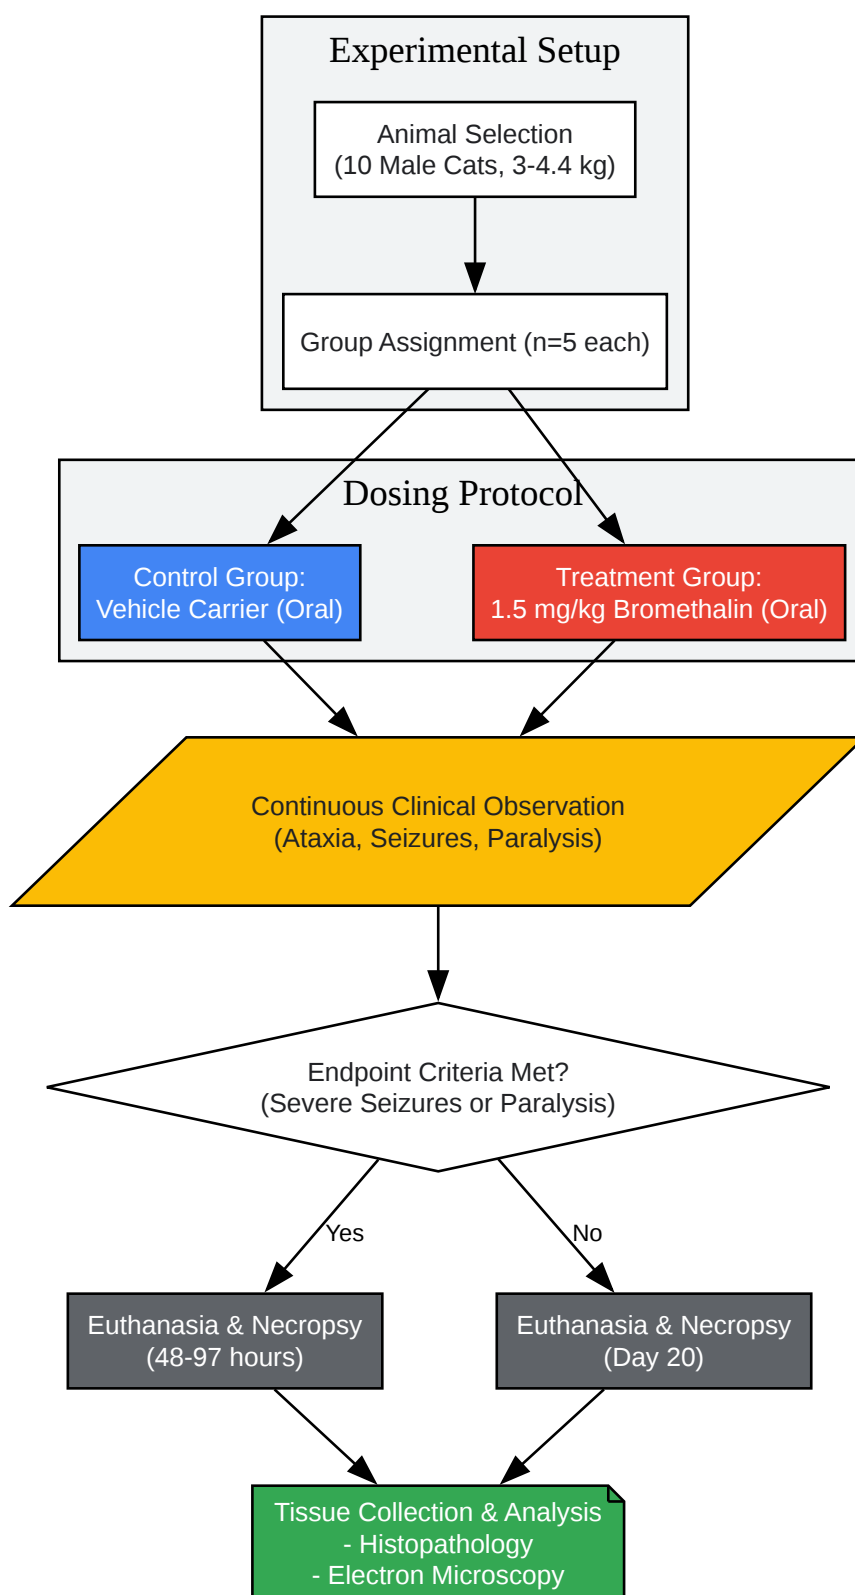 Experimental Setup
Animal Selection
(10 Male Cats, 3-4.4 kg)
Group Assignment (n=5 each)
Dosing Protocol
Control Group:
Vehicle Carrier (Oral)
Treatment Group:
1.5 mg/kg Bromethalin (Oral)
Continuous Clinical Observation
(Ataxia, Seizures, Paralysis)
Endpoint Criteria Met?
(Severe Seizures or Paralysis)
Yes
No
Euthanasia & Necropsy
(48-97 hours)
Euthanasia & Necropsy
(Day 20)
Tissue Collection & Analysis
- Histopathology
- Electron Microscopy